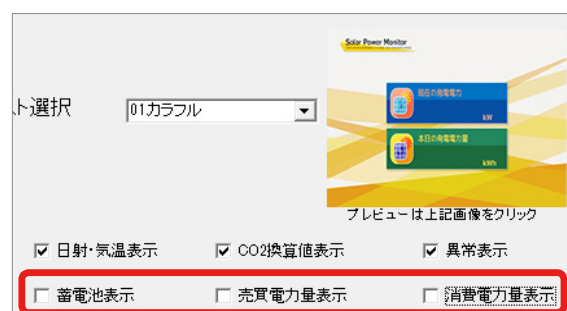 Solar Power Monitor
現在の発電電力
kW
ト選択
01カラフル
本日の発電電力量
kWh
プレビューは上記画像をクリック
日射・気温表示
CO2換算値表示
異常表示
蓄電池表示
売買電力量表示
消費電力量表示